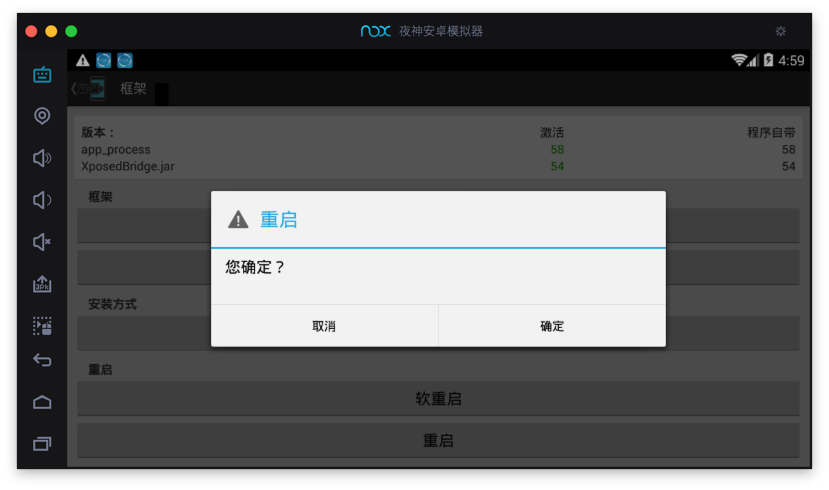 nox 夜神安卓模拟器
4:59
框架
版本： 激活 程序自带
app_process 58 58
XposedBridge.jar 54 54
框架
重启
您确定？
取消 确定
安装方式
重启
软重启
重启